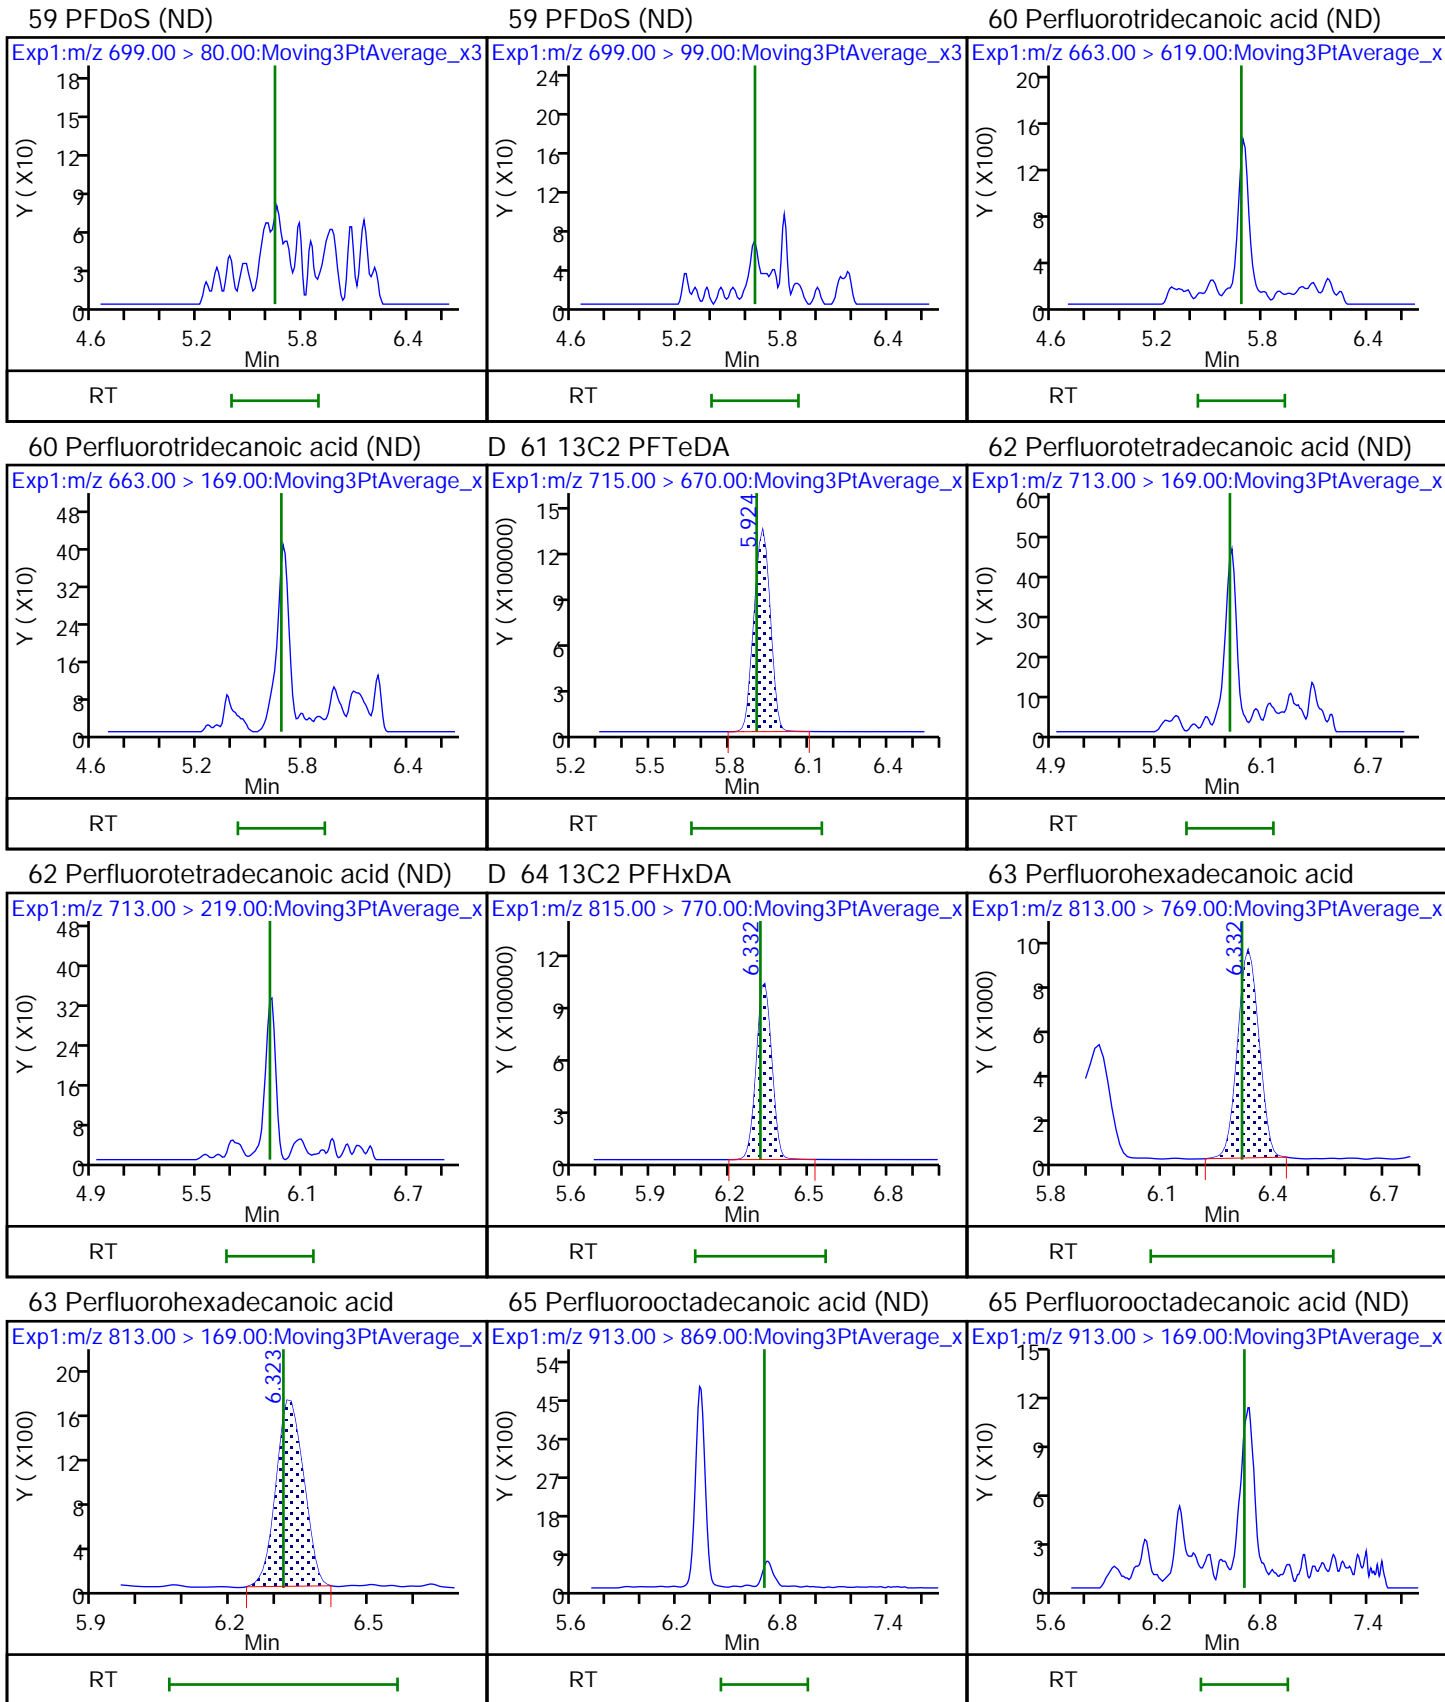 59 PFDoS (ND)
Exp1:m/z 699.00 > 80.00:Moving3PtAverage_x3
Y ( X10)
18
15
12
9
6
3
0
4.6 5.2 5.8 6.4
Min
RT
59 PFDoS (ND)
Exp1:m/z 699.00 > 99.00:Moving3PtAverage_x3
Y ( X10)
24
20
16
12
8
4
0
4.6 5.2 5.8 6.4
Min
RT
60 Perfluorotridecanoic acid (ND)
Exp1:m/z 663.00 > 619.00:Moving3PtAverage_x
Y ( X100)
20
16
12
8
4
0
4.6 5.2 5.8 6.4
Min
RT
60 Perfluorotridecanoic acid (ND)
Exp1:m/z 663.00 > 169.00:Moving3PtAverage_x
Y ( X10)
48
40
32
24
16
8
0
4.6 5.2 5.8 6.4
Min
RT
D 61 13C2 PFTeDA
Exp1:m/z 715.00 > 670.00:Moving3PtAverage_x
5.924
Y ( X100000)
15
12
9
6
3
0
5.2 5.5 5.8 6.1 6.4
Min
RT
62 Perfluorotetradecanoic acid (ND)
Exp1:m/z 713.00 > 169.00:Moving3PtAverage_x
Y ( X10)
60
50
40
30
20
10
0
4.9 5.5 6.1 6.7
Min
RT
62 Perfluorotetradecanoic acid (ND)
Exp1:m/z 713.00 > 219.00:Moving3PtAverage_x
Y ( X10)
48
40
32
24
16
8
0
4.9 5.5 6.1 6.7
Min
RT
D 64 13C2 PFHxDA
Exp1:m/z 815.00 > 770.00:Moving3PtAverage_x
6.332
Y ( X100000)
12
9
6
3
0
5.6 5.9 6.2 6.5 6.8
Min
RT
63 Perfluorohexadecanoic acid
Exp1:m/z 813.00 > 769.00:Moving3PtAverage_x
6.332
Y ( X1000)
10
8
6
4
2
0
5.8 6.1 6.4 6.7
Min
RT
63 Perfluorohexadecanoic acid
Exp1:m/z 813.00 > 169.00:Moving3PtAverage_x
6.323
Y ( X100)
20
16
12
8
4
0
5.9 6.2 6.5
Min
RT
65 Perfluorooctadecanoic acid (ND)
Exp1:m/z 913.00 > 869.00:Moving3PtAverage_x
Y ( X100)
54
45
36
27
18
9
0
5.6 6.2 6.8 7.4
Min
RT
65 Perfluorooctadecanoic acid (ND)
Exp1:m/z 913.00 > 169.00:Moving3PtAverage_x
Y ( X10)
15
12
9
6
3
0
5.6 6.2 6.8 7.4
Min
RT